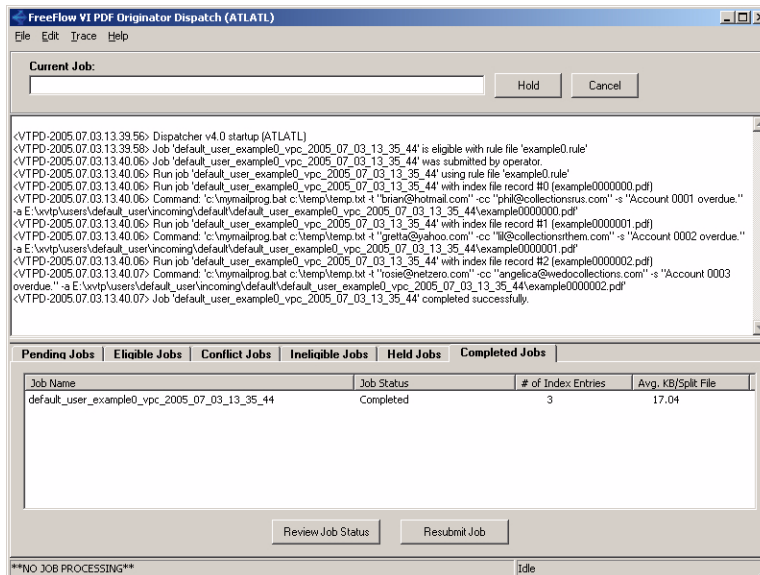 FreeFlow VI PDF Originator Dispatch (ATLATL)
File Edit Trace Help
Current Job:
Hold Cancel
<VTPD-2005.07.03.13.39.56> Dispatcher v4.0 startup (ATLATL)
<VTPD-2005.07.03.13.39.58> Job 'default_user_example0_vpc_2005_07_03_13_35_44' is eligible with rule file 'example0.rule'
<VTPD-2005.07.03.13.40.06> Job 'default_user_example0_vpc_2005_07_03_13_35_44' was submitted by operator.
<VTPD-2005.07.03.13.40.06> Run job 'default_user_example0_vpc_2005_07_03_13_35_44' using rule file 'example0.rule'
<VTPD-2005.07.03.13.40.06> Run job 'default_user_example0_vpc_2005_07_03_13_35_44' with index file record #0 (example0000000.pdf)
<VTPD-2005.07.03.13.40.06> Command: 'c:\mymailprog.bat c:\temp\temp.txt -t "brian@hotmail.com" -cc "phil@collectionsrus.com" -s "Account 0001 overdue."
-a E:\xvtp\users\default_user\incoming\default\default_user_example0_vpc_2005_07_03_13_35_44\example0000000.pdf'
<VTPD-2005.07.03.13.40.06> Run job 'default_user_example0_vpc_2005_07_03_13_35_44' with index file record #1 (example0000001.pdf)
<VTPD-2005.07.03.13.40.06> Command: 'c:\mymailprog.bat c:\temp\temp.txt -t "gretta@yahoo.com" -cc "lil@collectionsrthem.com" -s "Account 0002 overdue."
-a E:\xvtp\users\default_user\incoming\default\default_user_example0_vpc_2005_07_03_13_35_44\example0000001.pdf'
<VTPD-2005.07.03.13.40.06> Run job 'default_user_example0_vpc_2005_07_03_13_35_44' with index file record #2 (example0000002.pdf)
<VTPD-2005.07.03.13.40.07> Command: 'c:\mymailprog.bat c:\temp\temp.txt -t "rosie@netzero.com" -cc "angelica@wedocollections.com" -s "Account 0003
overdue." -a E:\xvtp\users\default_user\incoming\default\default_user_example0_vpc_2005_07_03_13_35_44\example0000002.pdf'
<VTPD-2005.07.03.13.40.07> Job 'default_user_example0_vpc_2005_07_03_13_35_44' completed successfully.
Pending Jobs Eligible Jobs Conflict Jobs Ineligible Jobs Held Jobs Completed Jobs
Job Name Job Status # of Index Entries Avg. KB/Split File
default_user_example0_vpc_2005_07_03_13_35_44 Completed 3 17.04
Review Job Status Resubmit Job
**NO JOB PROCESSING** Idle